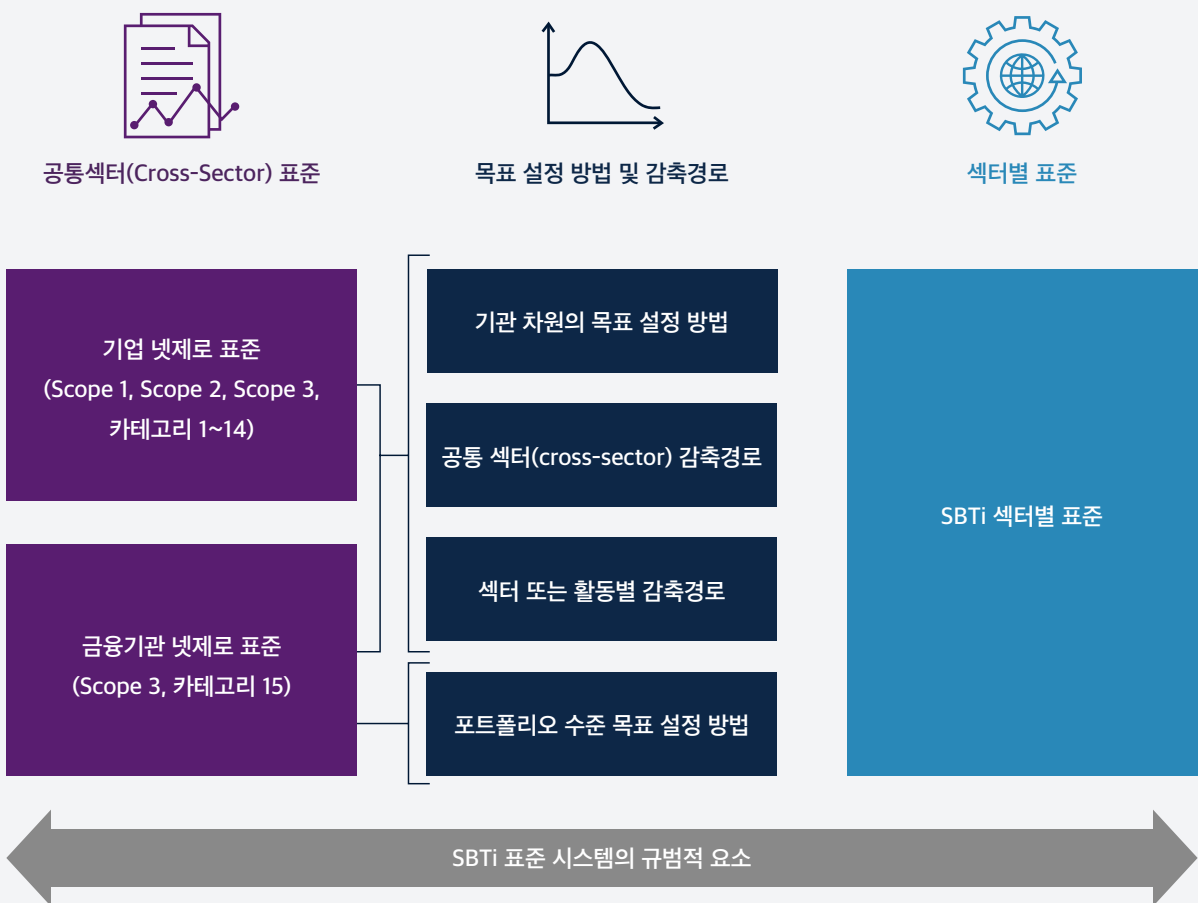 공통섹터(Cross-Sector) 표준
목표 설정 방법 및 감축경로
섹터별 표준
기업 넷제로 표준
(Scope 1, Scope 2, Scope 3,
카테고리 1~14)
금융기관 넷제로 표준
(Scope 3, 카테고리 15)
기관 차원의 목표 설정 방법
공통 섹터(cross-sector) 감축경로
섹터 또는 활동별 감축경로
포트폴리오 수준 목표 설정 방법
SBTi 섹터별 표준
SBTi 표준 시스템의 규범적 요소